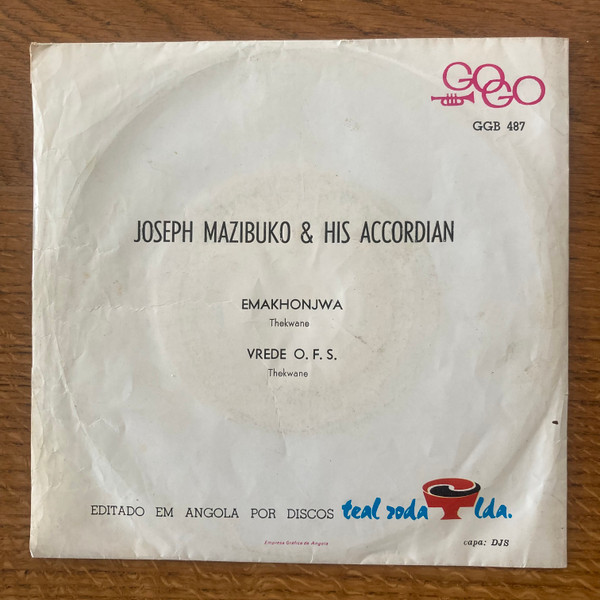 GOGO
GGB 487
JOSEPH MAZIBUKO & HIS ACCORDIAN
EMAKHONJWA
Thekwane
VREDE O. F. S.
Thekwane
EDITADO EM ANGOLA POR DISCOS teal roda lda.
Empresa Gráfica de Angola
capa: DJS